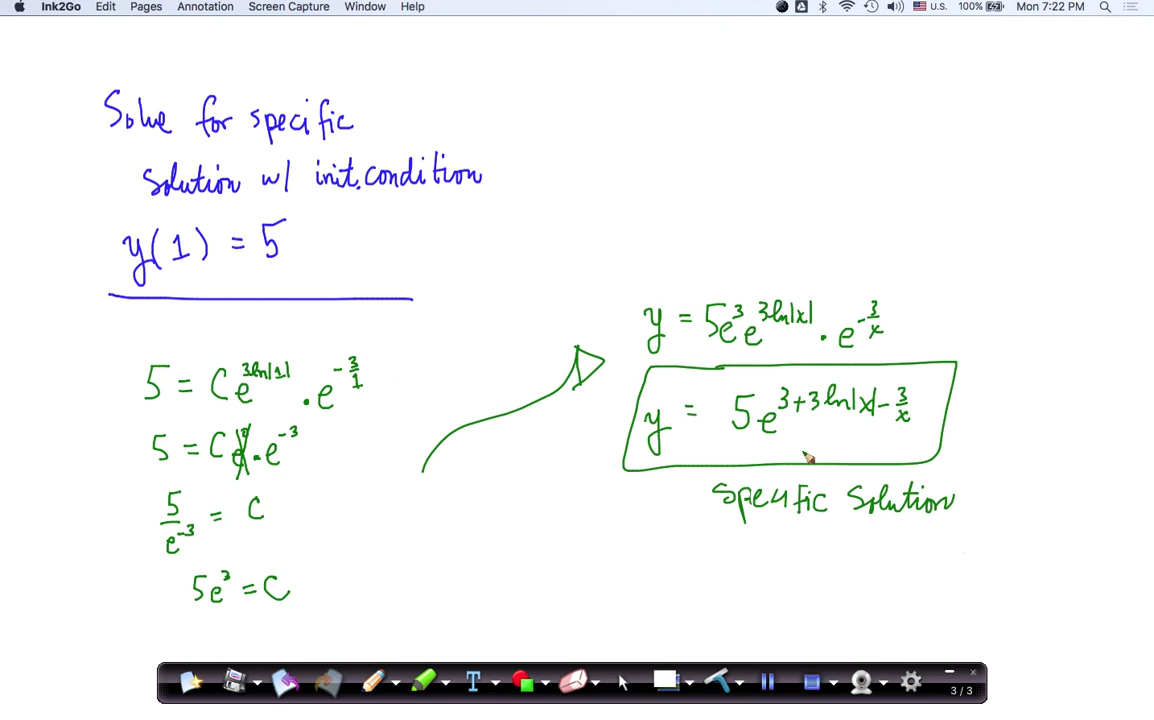 Ink2Go Edit Pages Annotation Screen Capture Window Help U.S. 100% Mon 7:22 PM
Solve for specific
solution w/ init. condition
y(1) = 5
5 = Ce^{3ln|1|} · e^{-3/1}
5 = Ce^0 · e^{-3}
5/e^{-3} = C
5e^3 = C
y = 5e^3 e^{3ln|x|} · e^{-3/x}
y = 5e^{3+3ln|x|-3/x}
Specific Solution
T
3 / 3